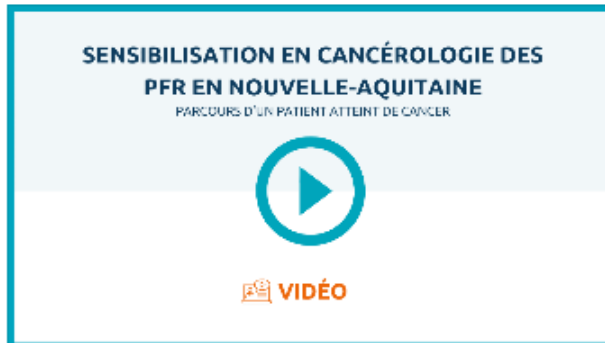 SENSIBILISATION EN CANCÉROLOGIE DES
PFR EN NOUVELLE-AQUITAINE
PARCOURS D'UN PATIENT ATTEINT DE CANCER
VIDÉO